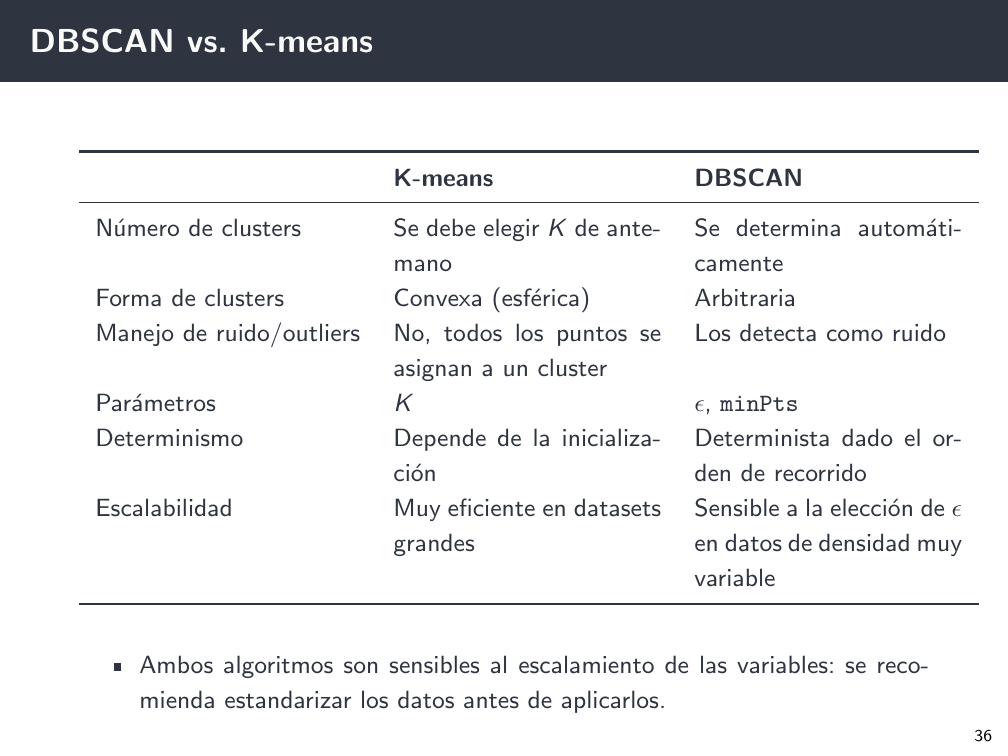 DBSCAN vs. K-means
K-means DBSCAN
Número de clusters Se debe elegir K de ante- Se determina automáti-
mano camente
Forma de clusters Convexa (esférica) Arbitraria
Manejo de ruido/outliers No, todos los puntos se Los detecta como ruido
asignan a un cluster
Parámetros K ϵ, minPts
Determinismo Depende de la inicializa- Determinista dado el or-
ción den de recorrido
Escalabilidad Muy eficiente en datasets Sensible a la elección de ϵ
grandes en datos de densidad muy
variable
▪ Ambos algoritmos son sensibles al escalamiento de las variables: se reco-
mienda estandarizar los datos antes de aplicarlos.
36